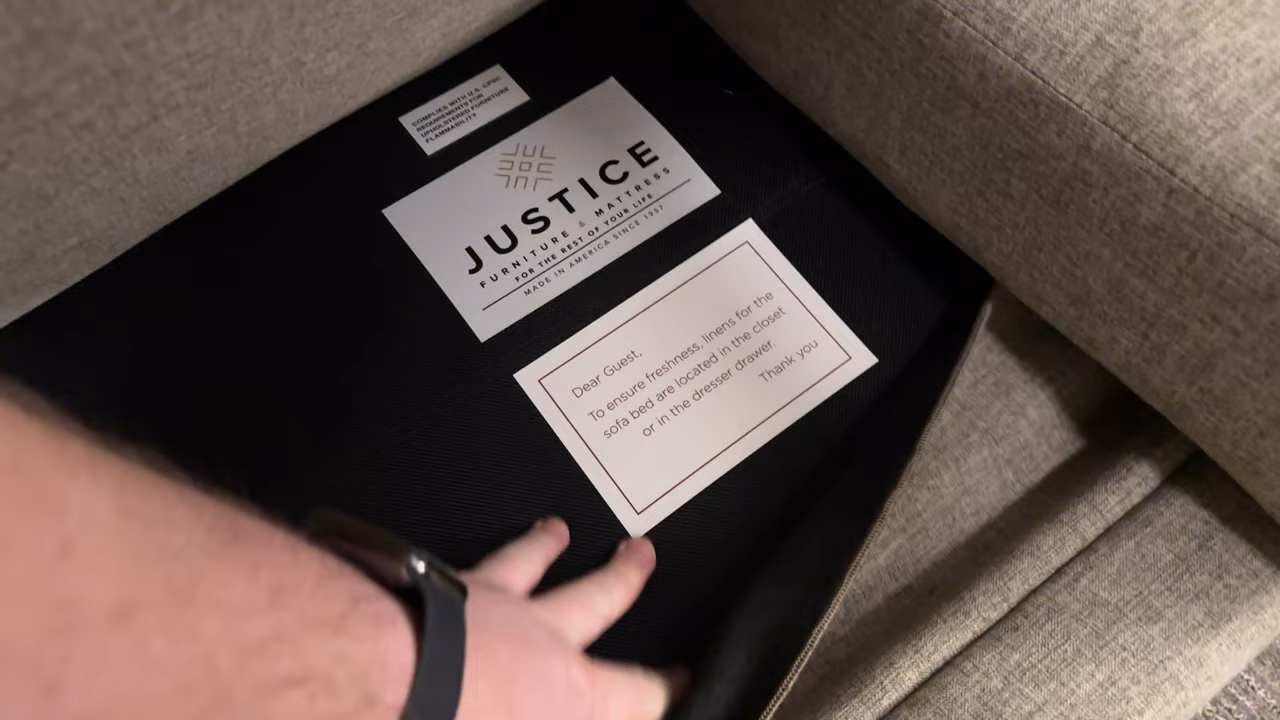 COMPLIES WITH U.S. CPSC
REQUIREMENTS FOR
UPHOLSTERED FURNITURE
FLAMMABILITY
JUSTICE
FURNITURE & MATTRESS
FOR THE REST OF YOUR LIFE
MADE IN AMERICA SINCE 1957
Dear Guest,
To ensure freshness, linens for the
sofa bed are located in the closet
or in the dresser drawer.
Thank you